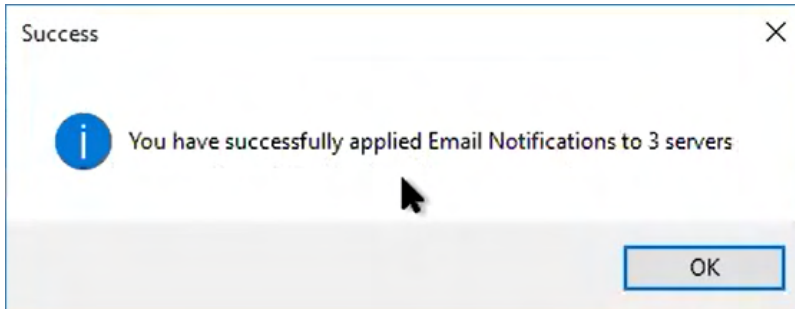 Success
You have successfully applied Email Notifications to 3 servers
OK